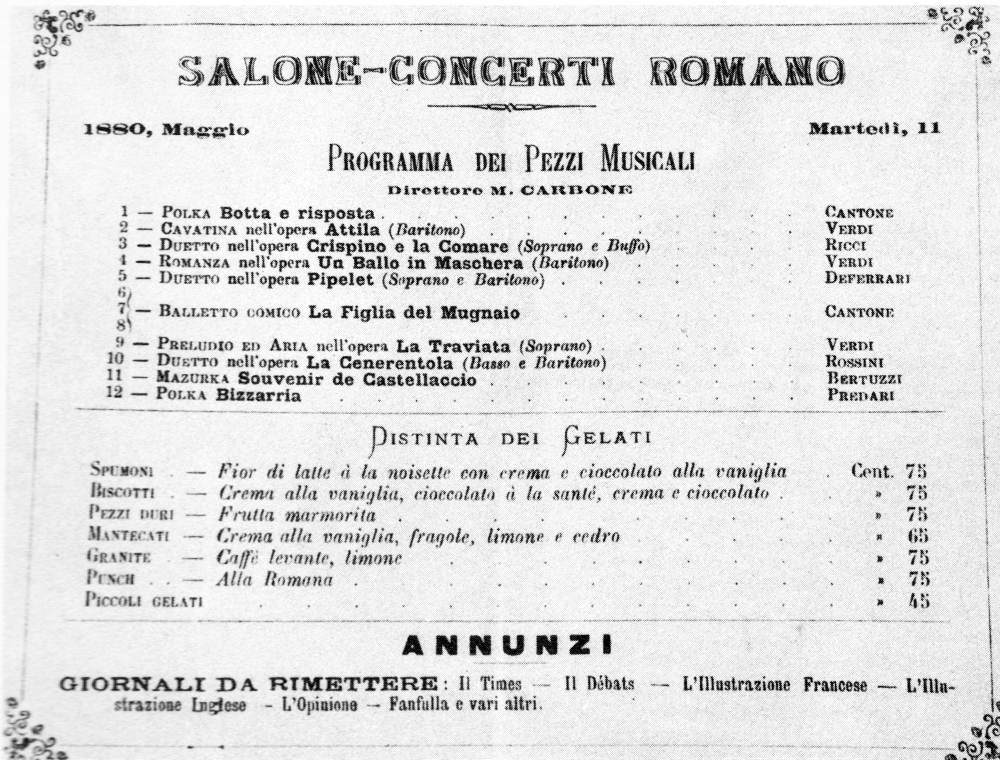 SALONE-CONCERTI ROMANO
1880, Maggio Martedì, 11
PROGRAMMA DEI PEZZI MUSICALI
Direttore M. CARBONE
1 — POLKA Botta e risposta . . . . . CANTONE
2 — CAVATINA nell'opera Attila (Baritono) . . . . . VERDI
3 — DUETTO nell'opera Crispino e la Comare (Soprano e Buffo) . . . . . RICCI
4 — ROMANZA nell'opera Un Ballo in Maschera (Baritono) . . . . . VERDI
5 — DUETTO nell'opera Pipelet (Soprano e Baritono) . . . . . DEFERRARI
6
7 — BALLETTO COMICO La Figlia del Mugnaio . . . . . CANTONE
8
9 — PRELUDIO ED ARIA nell'opera La Traviata (Soprano) . . . . . VERDI
10 — DUETTO nell'opera La Cenerentola (Basso e Baritono) . . . . . ROSSINI
11 — MAZURKA Souvenir de Castellaccio . . . . . BERTUZZI
12 — POLKA Bizzarria . . . . . PREDARI
DISTINTA DEI GELATI
SPUMONI . — Fior di latte à la noisette con crema e cioccolato alla vaniglia . . Cent. 75
BISCOTTI . — Crema alla vaniglia, cioccolato à la santé, crema e cioccolato . . » 75
PEZZI DURI — Frutta marmorita . . . . . » 75
MANTECATI — Crema alla vaniglia, fragole, limone e cedro . . . . . » 65
GRANITE — Caffè levante, limone . . . . . » 75
PUNCH . . — Alla Romana . . . . . » 75
PICCOLI GELATI . . . . . » 45
ANNUNZI
GIORNALI DA RIMETTERE : Il Times — Il Débats — L'Illustrazione Francese — L'Illu-
strazione Inglese - L'Opinione — Fanfulla e vari altri.